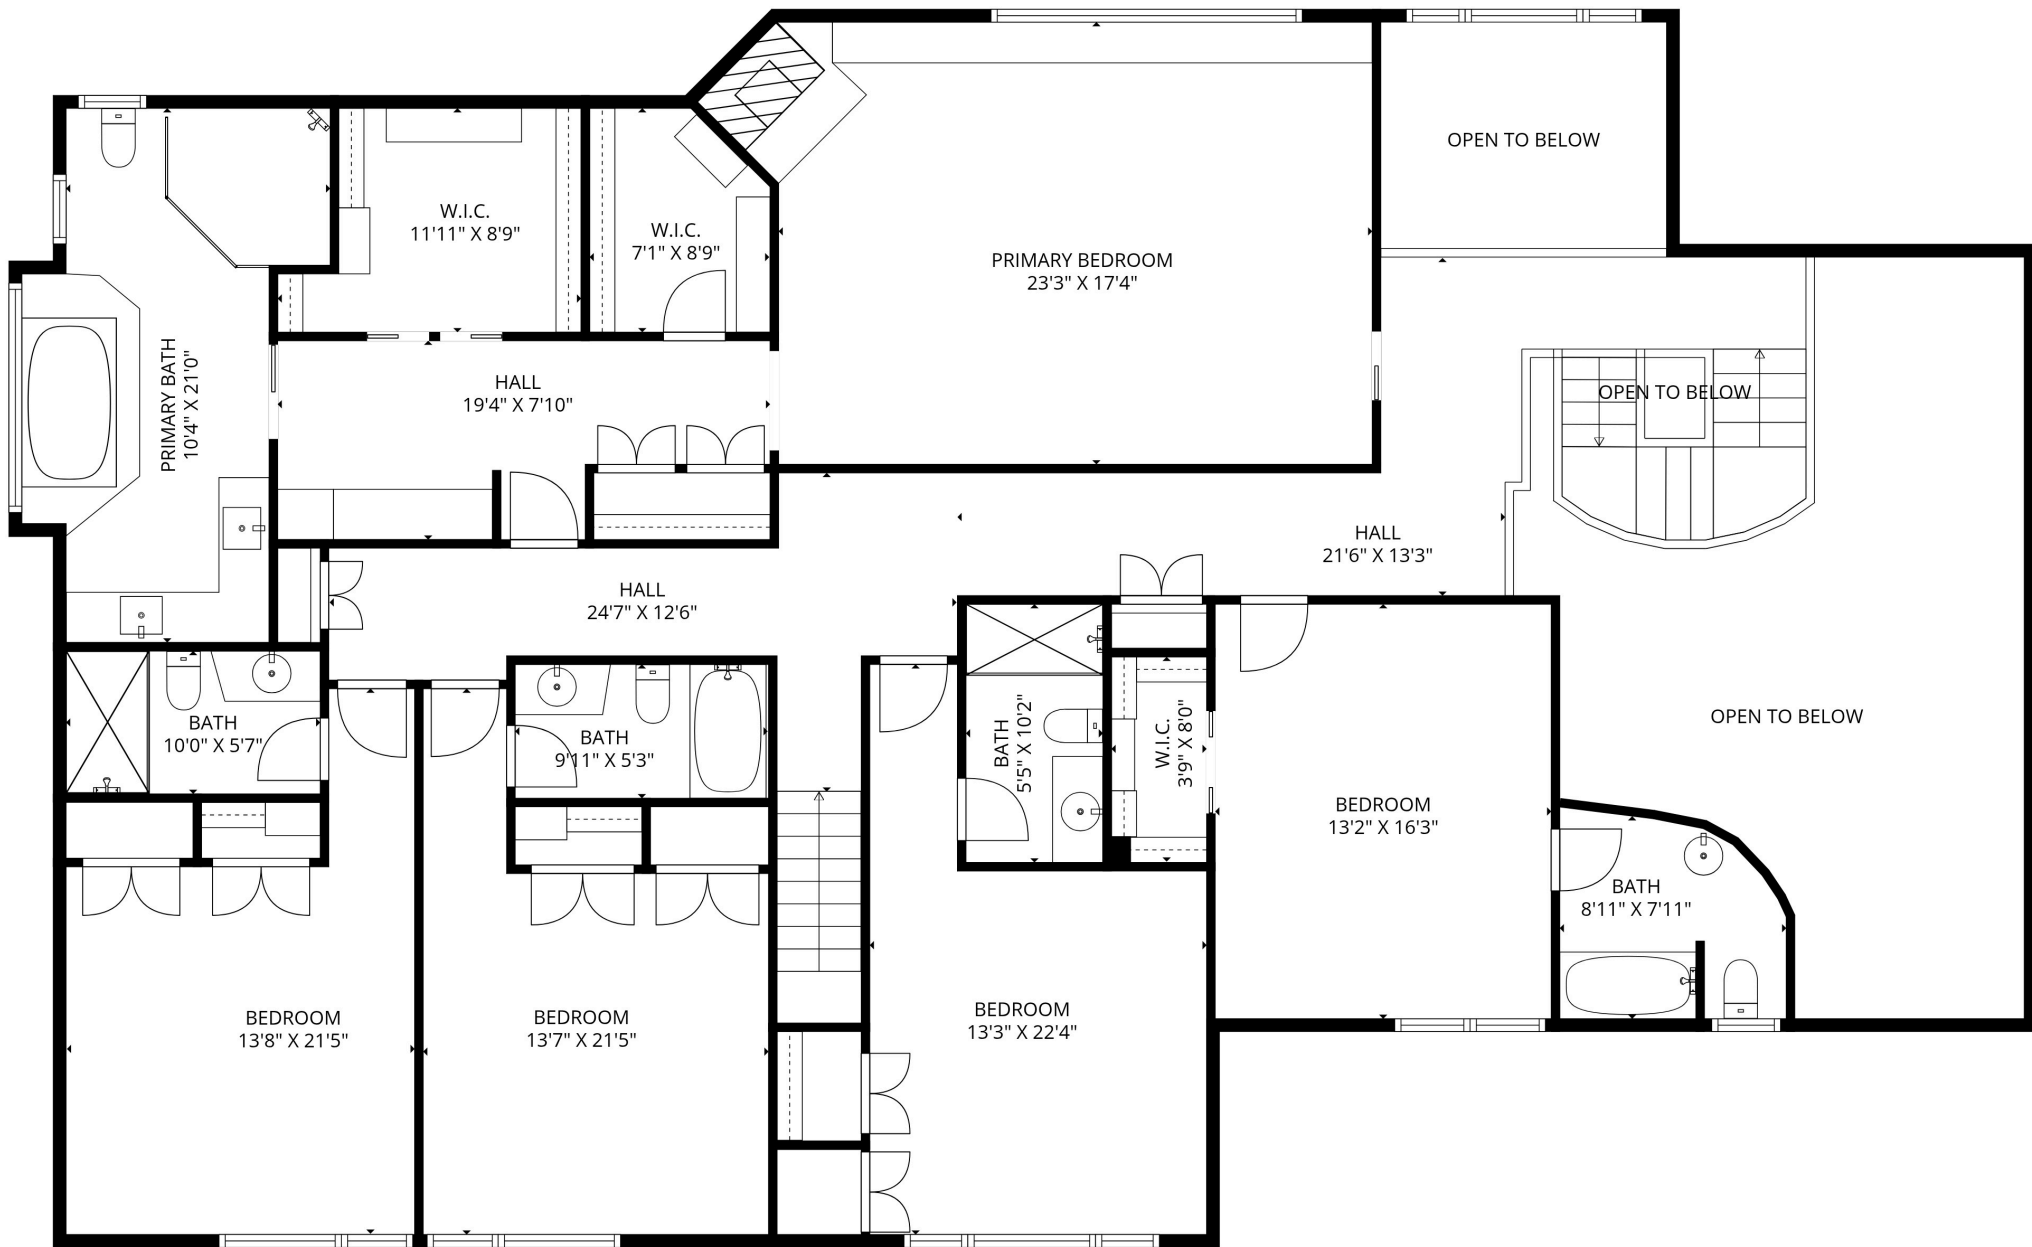 OPEN TO BELOW
W.I.C.
11'11" X 8'9"
W.I.C.
7'1" X 8'9"
PRIMARY BEDROOM
23'3" X 17'4"
PRIMARY BATH
10'4" X 21'0"
HALL
19'4" X 7'10"
OPEN TO BELOW
HALL
21'6" X 13'3"
HALL
24'7" X 12'6"
BATH
10'0" X 5'7"
BATH
9'11" X 5'3"
BATH
5'5" X 10'2"
W.I.C.
3'9" X 8'0"
OPEN TO BELOW
BEDROOM
13'2" X 16'3"
BATH
8'11" X 7'11"
BEDROOM
13'8" X 21'5"
BEDROOM
13'7" X 21'5"
BEDROOM
13'3" X 22'4"